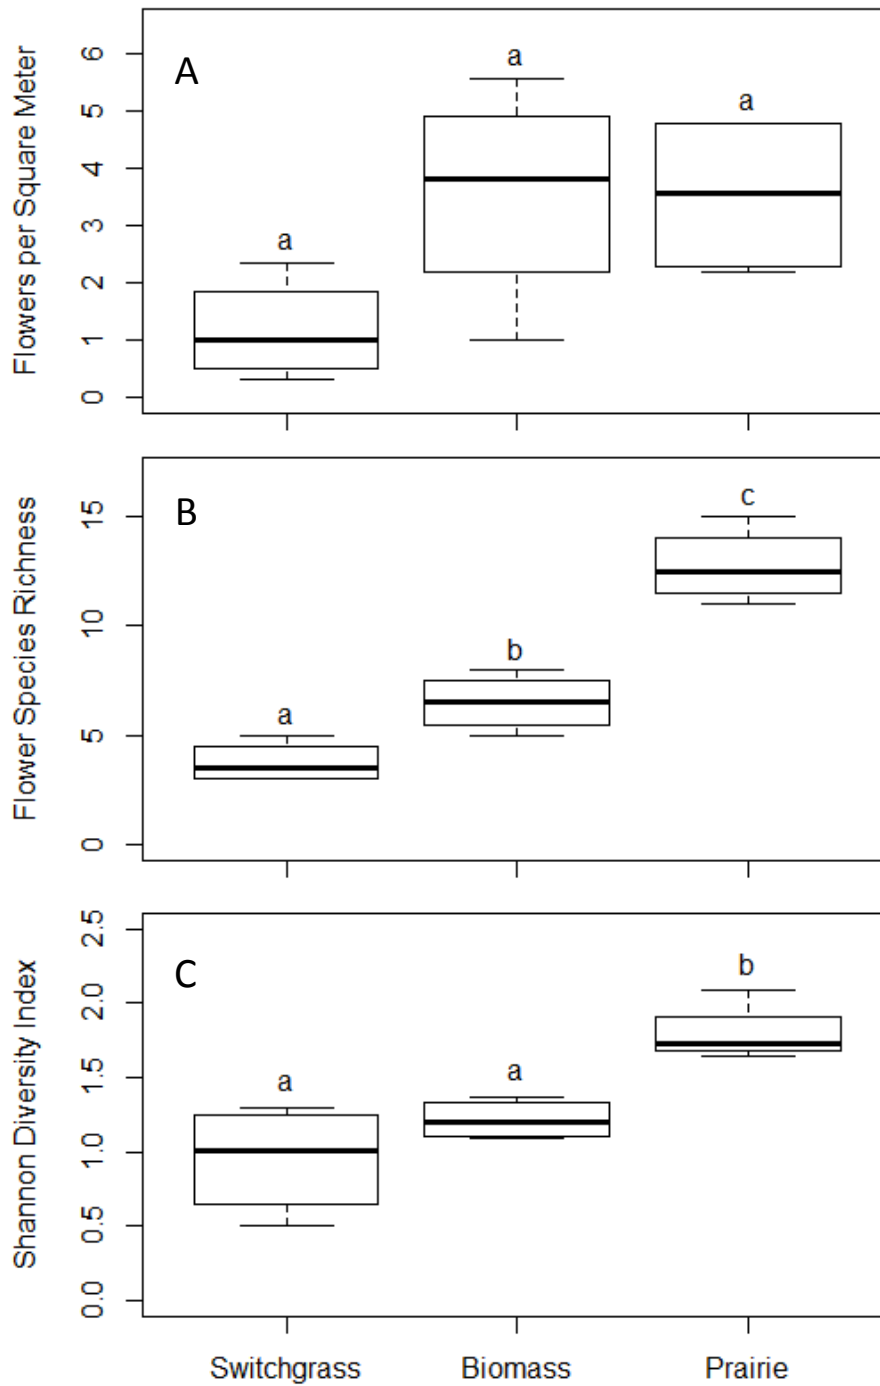 A
Flowers per Square Meter
6
5
4
3
2
1
0
a
a
a
B
Flower Species Richness
15
10
5
0
a
b
c
C
Shannon Diversity Index
2.5
2.0
1.5
1.0
0.5
0.0
a
a
b
Switchgrass
Biomass
Prairie